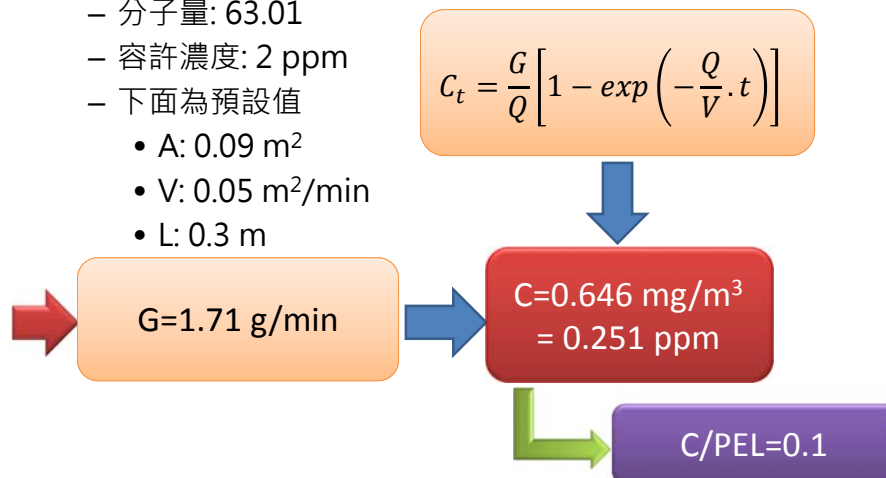 – 分子量: 63.01
– 容許濃度: 2 ppm
– 下面為預設值
• A: 0.09 m²
• V: 0.05 m²/min
• L: 0.3 m
C_t = G/Q [1 − exp(−Q/V . t)]
G=1.71 g/min
C=0.646 mg/m³
= 0.251 ppm
C/PEL=0.1